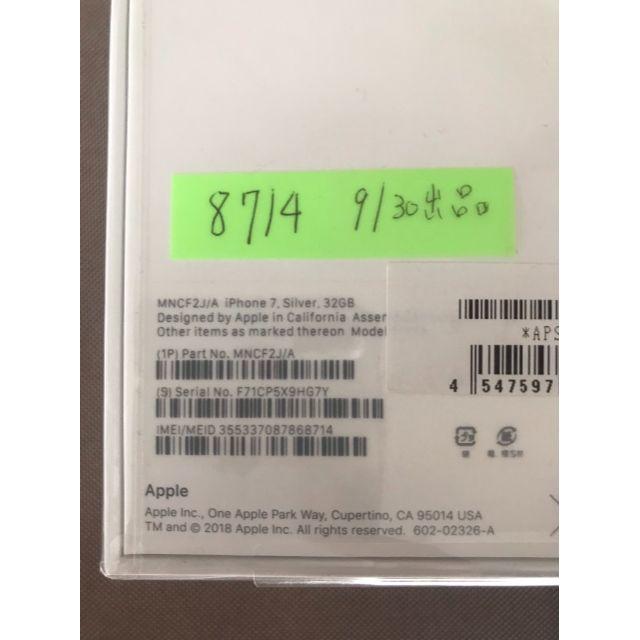 8714 9/30出品
MNCF2J/A iPhone 7, Silver, 32GB
Designed by Apple in California Assem
Other items as marked thereon Model
*APS
(1P) Part No. MNCF2J/A
4 547597
(S) Serial No. F71CP5X9HG7Y
IMEI/MEID 355337087868714
Apple
Apple Inc., One Apple Park Way, Cupertino, CA 95014 USA
TM and © 2018 Apple Inc. All rights reserved. 602-02326-A